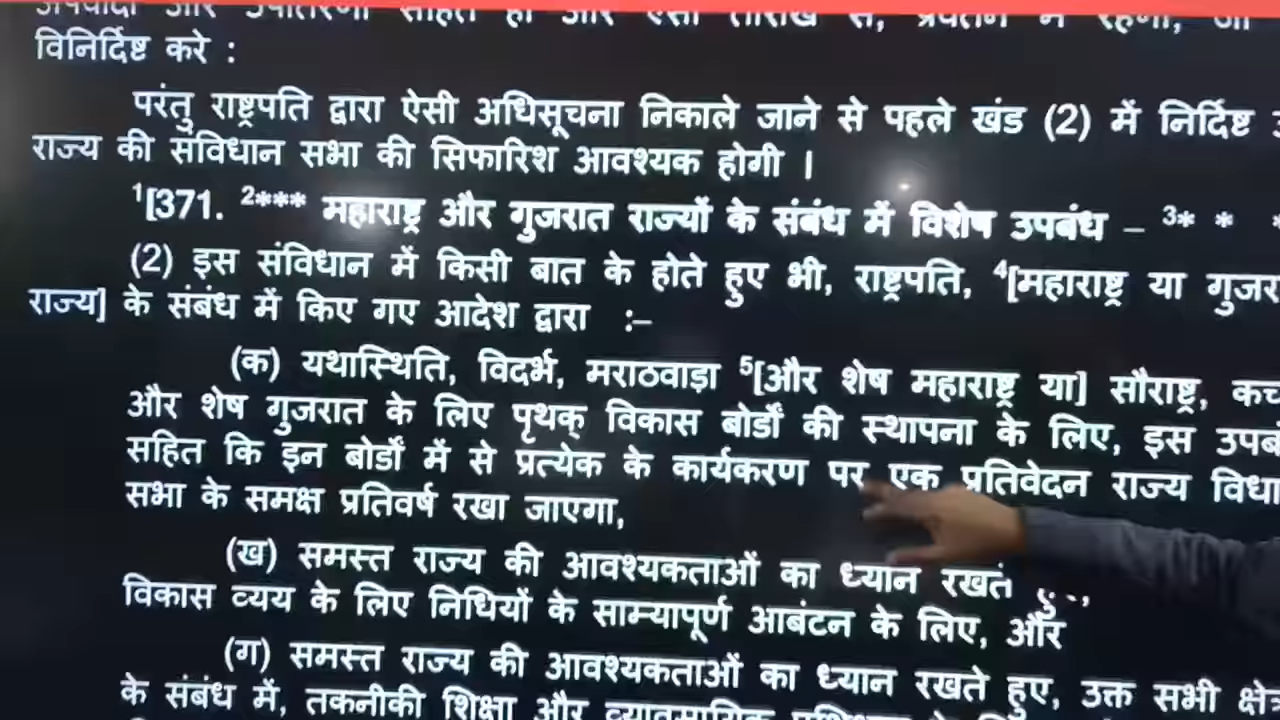 विनिर्दिष्ट करे :
परंतु राष्ट्रपति द्वारा ऐसी अधिसूचना निकाले जाने से पहले खंड (2) में निर्दिष्ट
राज्य की संविधान सभा की सिफारिश आवश्यक होगी ।
¹[371. ²*** महाराष्ट्र और गुजरात राज्यों के संबंध में विशेष उपबंध – ³* * *
(2) इस संविधान में किसी बात के होते हुए भी, राष्ट्रपति, ⁴[महाराष्ट्र या
राज्य] के संबंध में किए गए आदेश द्वारा :–
(क) यथास्थिति, विदर्भ, मराठवाड़ा ⁵[और शेष महाराष्ट्र या] सौराष्ट्र,
और शेष गुजरात के लिए पृथक् विकास बोर्डों की स्थापना के लिए, इस
सहित कि इन बोर्डों में से प्रत्येक के कार्यकरण पर एक प्रतिवेदन राज्य
सभा के समक्ष प्रतिवर्ष रखा जाएगा,
(ख) समस्त राज्य की आवश्यकताओं का ध्यान रखते
विकास व्यय के लिए निधियों के साम्यापूर्ण आबंटन के लिए, और
(ग) समस्त राज्य की आवश्यकताओं का ध्यान रखते हुए, उक्त सभी
के संबंध में, तकनीकी शिक्षा और